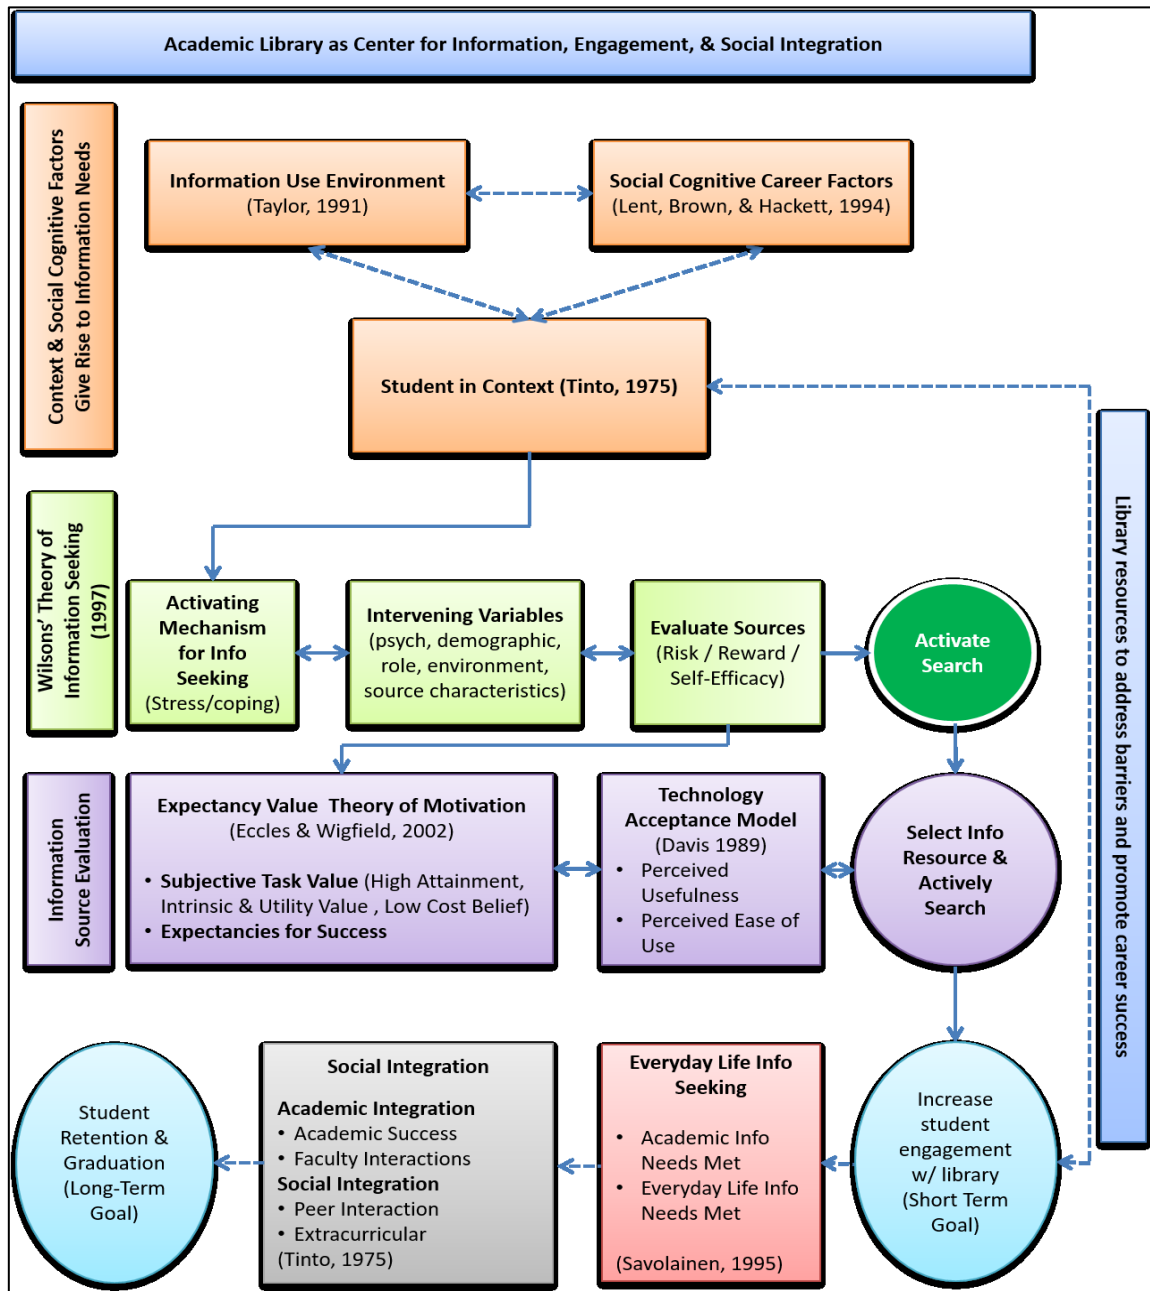 Academic Library as Center for Information, Engagement, & Social Integration
Context & Social Cognitive Factors
Give Rise to Information Needs
Information Use Environment
(Taylor, 1991)
Social Cognitive Career Factors
(Lent, Brown, & Hackett, 1994)
Student in Context (Tinto, 1975)
Library resources to address barriers and promote career success
Wilsons’ Theory of
Information Seeking
(1997)
Activating
Mechanism
for Info
Seeking
(Stress/coping)
Intervening Variables
(psych, demographic,
role, environment,
source characteristics)
Evaluate Sources
(Risk / Reward /
Self-Efficacy)
Activate
Search
Information
Source Evaluation
Expectancy Value Theory of Motivation
(Eccles & Wigfield, 2002)
• Subjective Task Value (High Attainment,
Intrinsic & Utility Value , Low Cost Belief)
• Expectancies for Success
Technology
Acceptance Model
(Davis 1989)
• Perceived
Usefulness
• Perceived Ease of
Use
Select Info
Resource &
Actively
Search
Student
Retention &
Graduation
(Long-Term
Goal)
Social Integration
Academic Integration
• Academic Success
• Faculty Interactions
Social Integration
• Peer Interaction
• Extracurricular
(Tinto, 1975)
Everyday Life Info
Seeking
• Academic Info
Needs Met
• Everyday Life Info
Needs Met
(Savolainen, 1995)
Increase
student
engagement
w/ library
(Short Term
Goal)